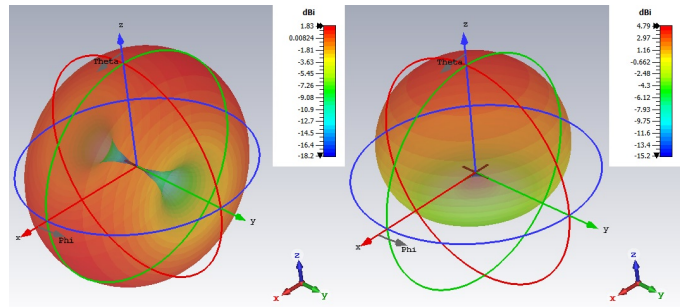 dBi
1.83
0.00824
-1.81
-3.63
-5.45
-7.26
-9.08
-10.9
-12.7
-14.5
-16.4
-18.2
z
Theta
x
Phi
y
z
x
y
dBi
4.79
2.97
1.16
-0.662
-2.48
-4.3
-6.12
-7.93
-9.75
-11.6
-13.4
-15.2
z
Theta
x
Phi
y
z
x
y